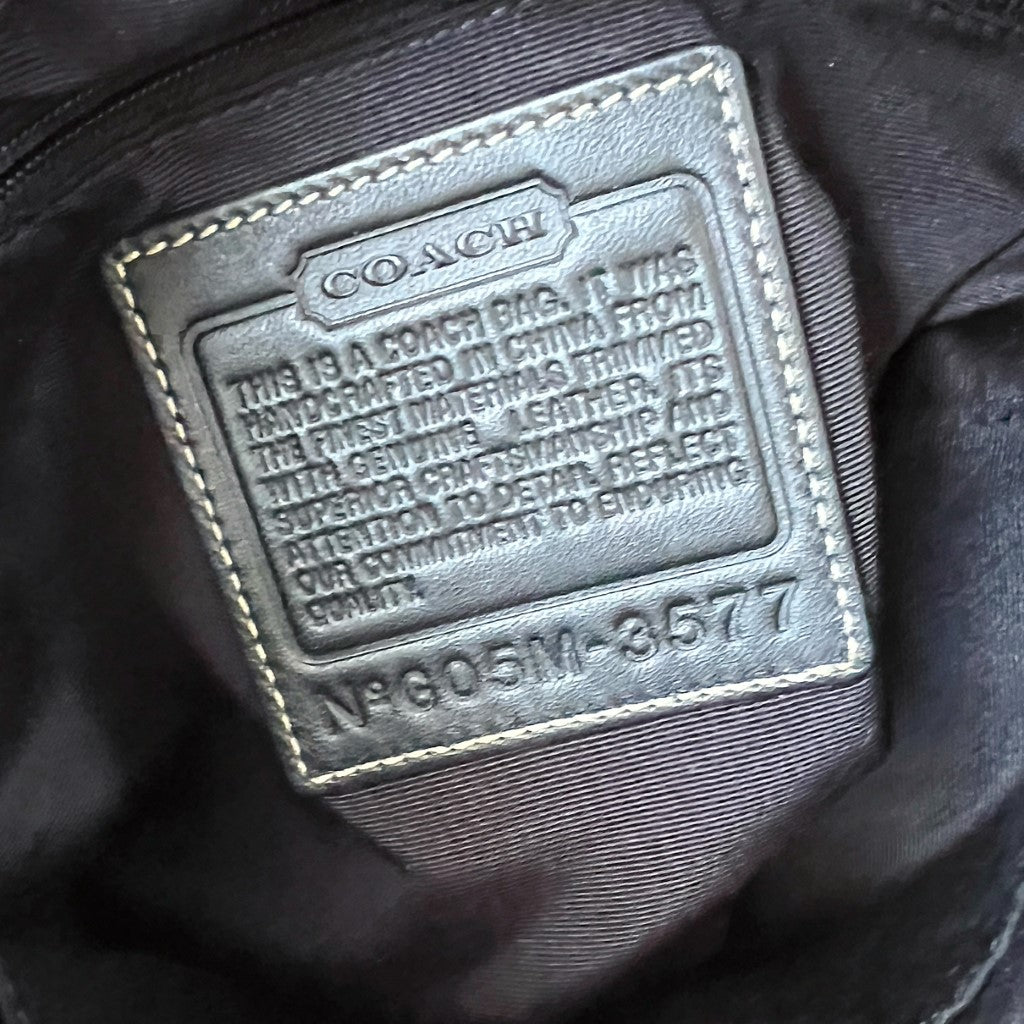 COACH
THIS IS A COACH BAG. IT WAS
HANDCRAFTED IN CHINA FROM
THE FINEST MATERIALS TRIMMED
WITH GENUINE LEATHER. ITS
SUPERIOR CRAFTSMANSHIP AND
ATTENTION TO DETAIL REFLECT
OUR COMMITMENT TO ENDURING
QUALITY.
Nº G05M-3577